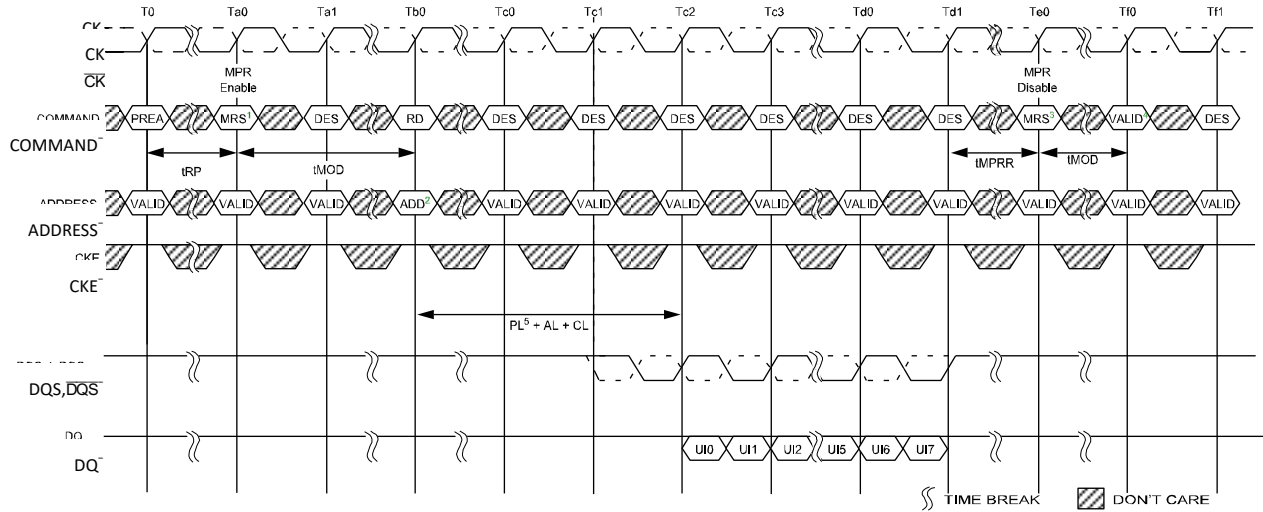 T0 Ta0 Ta1 Tb0 Tc0 Tc1 Tc2 Tc3 Td0 Td1 Te0 Tf0 Tf1
CK
CK
MPR Enable MPR Disable
CK
COMMAND PREA MRS1 DES RD DES DES DES DES DES DES MRS3 VALID4 DES
COMMAND
tRP tMOD tMPRR tMOD
ADDRESS VALID VALID VALID ADD2 VALID VALID VALID VALID VALID VALID VALID VALID VALID
ADDRESS
CKE
CKE
PL5 + AL + CL
DQS,DQS
DQ
DQ UI0 UI1 UI2 UI5 UI6 UI7
TIME BREAK DON'T CARE